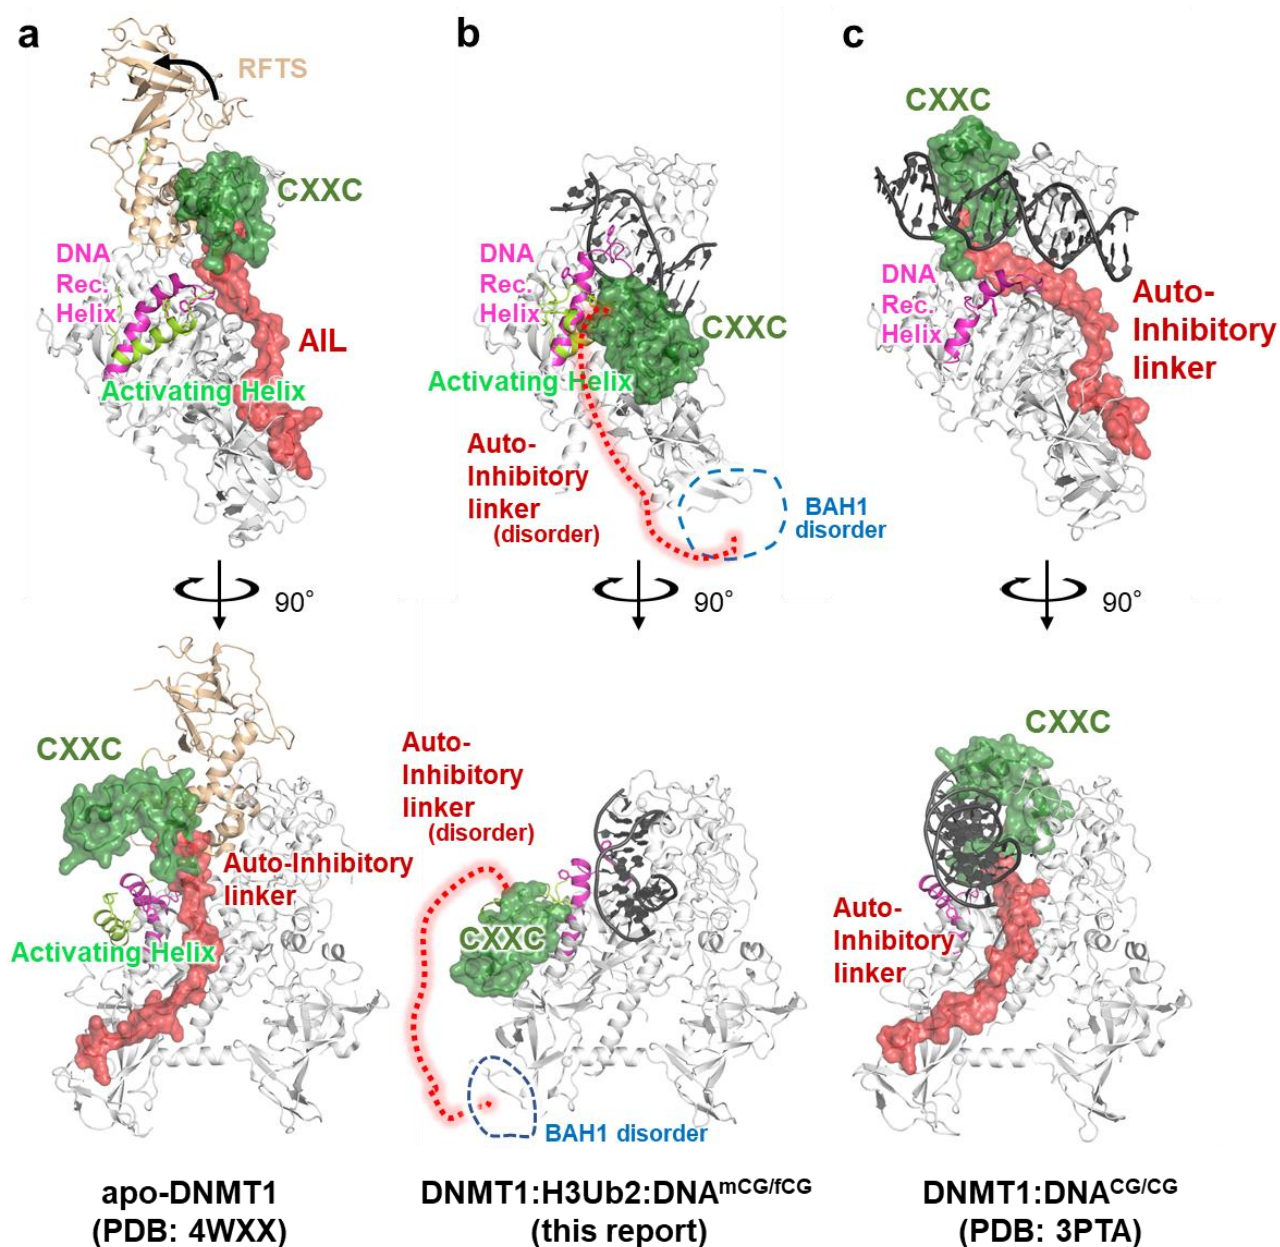 a
RFTS
CXXC
DNA
Rec.
Helix
AIL
Activating Helix
90°
CXXC
Auto-Inhibitory
linker
Activating Helix
apo-DNMT1
(PDB: 4WXX)
b
DNA
Rec.
Helix
CXXC
Activating Helix
Auto-
Inhibitory
linker
(disorder)
BAH1
disorder
90°
Auto-
Inhibitory
linker
(disorder)
CXXC
BAH1 disorder
DNMT1:H3Ub2:DNAmCG/fCG
(this report)
c
CXXC
DNA
Rec.
Helix
Auto-
Inhibitory
linker
90°
CXXC
Auto-
Inhibitory
linker
DNMT1:DNACG/CG
(PDB: 3PTA)